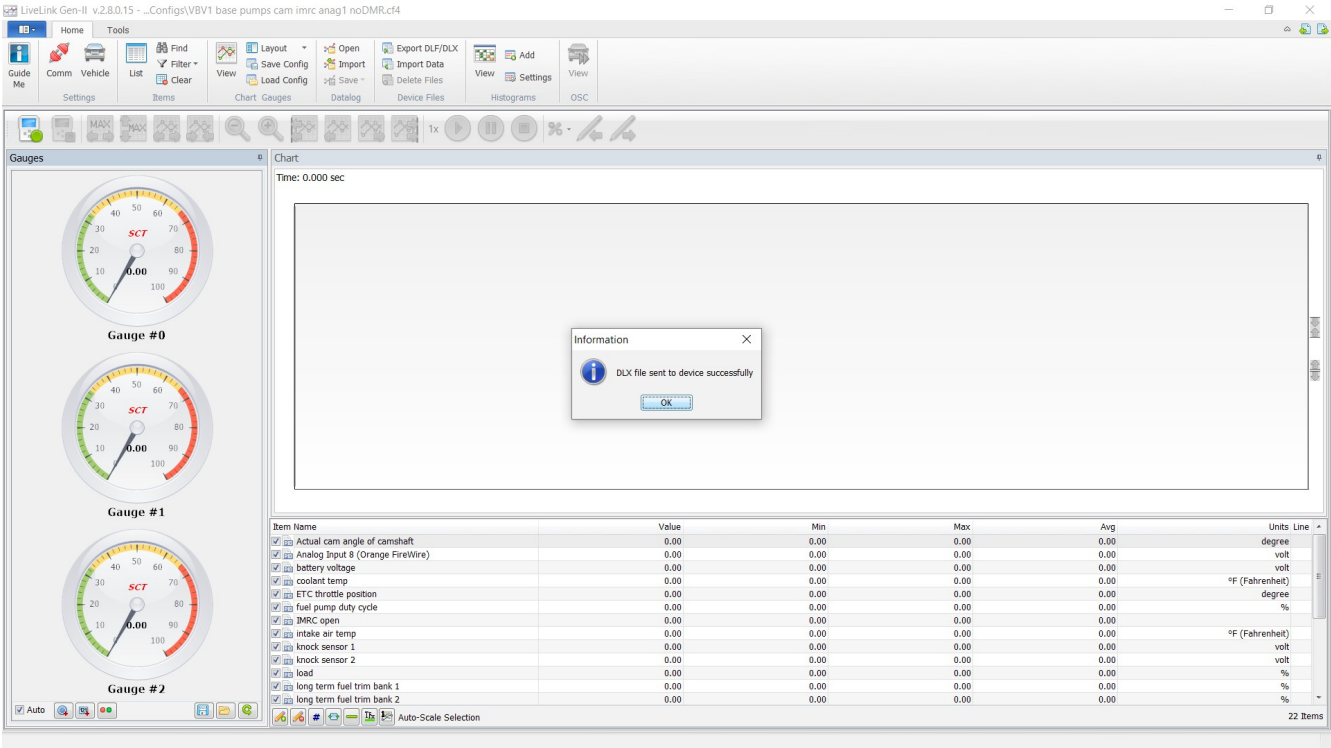 LiveLink Gen-II v.2.8.0.15 - ...Configs\VBV1 base pumps cam imrc anag1 noDMR.cf4
Home Tools
Guide Me
Comm Vehicle
Settings
List
Find
Filter
Clear
Items
View
Layout
Save Config
Load Config
Chart Gauges
Open
Import
Save
Datalog
Export DLF/DLX
Import Data
Delete Files
Device Files
View
Add
Settings
Histograms
View
OSC
MAX MAX 1x %
Gauges
Chart
Time: 0.000 sec
0 10 20 30 40 50 60 70 80 90 100
SCT
0.00
Gauge #0
0 10 20 30 40 50 60 70 80 90 100
SCT
0.00
Gauge #1
0 10 20 30 40 50 60 70 80 90 100
SCT
0.00
Gauge #2
Auto
Information
DLX file sent to device successfully
OK
Item Name Value Min Max Avg Units Line
Actual cam angle of camshaft 0.00 0.00 0.00 0.00 degree
Analog Input 8 (Orange FireWire) 0.00 0.00 0.00 0.00 volt
battery voltage 0.00 0.00 0.00 0.00 volt
coolant temp 0.00 0.00 0.00 0.00 °F (Fahrenheit)
ETC throttle position 0.00 0.00 0.00 0.00 degree
fuel pump duty cycle 0.00 0.00 0.00 0.00 %
IMRC open 0.00 0.00 0.00 0.00
intake air temp 0.00 0.00 0.00 0.00 °F (Fahrenheit)
knock sensor 1 0.00 0.00 0.00 0.00 volt
knock sensor 2 0.00 0.00 0.00 0.00 volt
load 0.00 0.00 0.00 0.00 %
long term fuel trim bank 1 0.00 0.00 0.00 0.00 %
long term fuel trim bank 2 0.00 0.00 0.00 0.00 %
# Auto-Scale Selection 22 Items